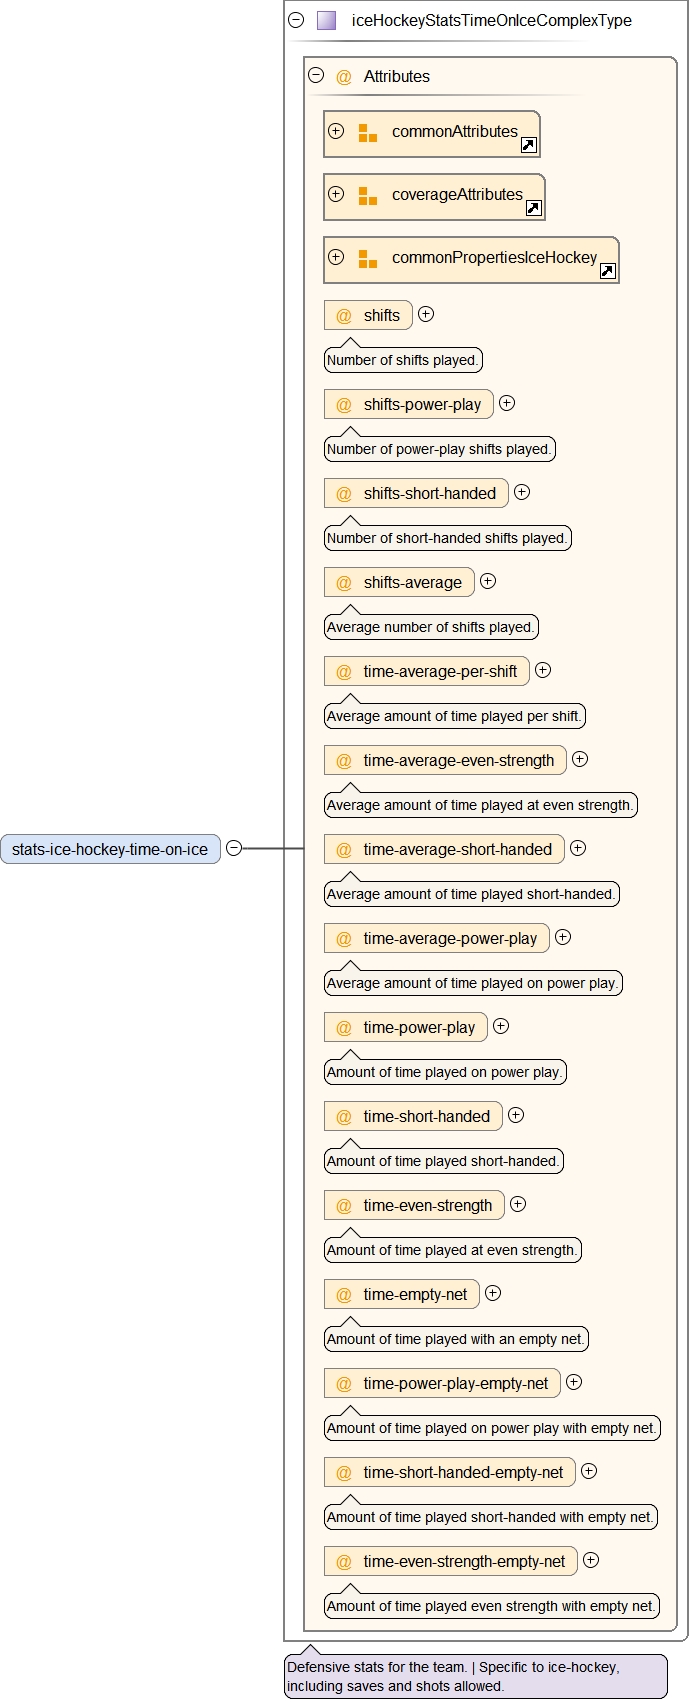 iceHockeyStatsTimeOnIceComplexType
@ Attributes
commonAttributes
coverageAttributes
commonPropertiesIceHockey
@ shifts
Number of shifts played.
@ shifts-power-play
Number of power-play shifts played.
@ shifts-short-handed
Number of short-handed shifts played.
@ shifts-average
Average number of shifts played.
@ time-average-per-shift
Average amount of time played per shift.
@ time-average-even-strength
Average amount of time played at even strength.
stats-ice-hockey-time-on-ice
@ time-average-short-handed
Average amount of time played short-handed.
@ time-average-power-play
Average amount of time played on power play.
@ time-power-play
Amount of time played on power play.
@ time-short-handed
Amount of time played short-handed.
@ time-even-strength
Amount of time played at even strength.
@ time-empty-net
Amount of time played with an empty net.
@ time-power-play-empty-net
Amount of time played on power play with empty net.
@ time-short-handed-empty-net
Amount of time played short-handed with empty net.
@ time-even-strength-empty-net
Amount of time played even strength with empty net.
Defensive stats for the team. | Specific to ice-hockey,
including saves and shots allowed.